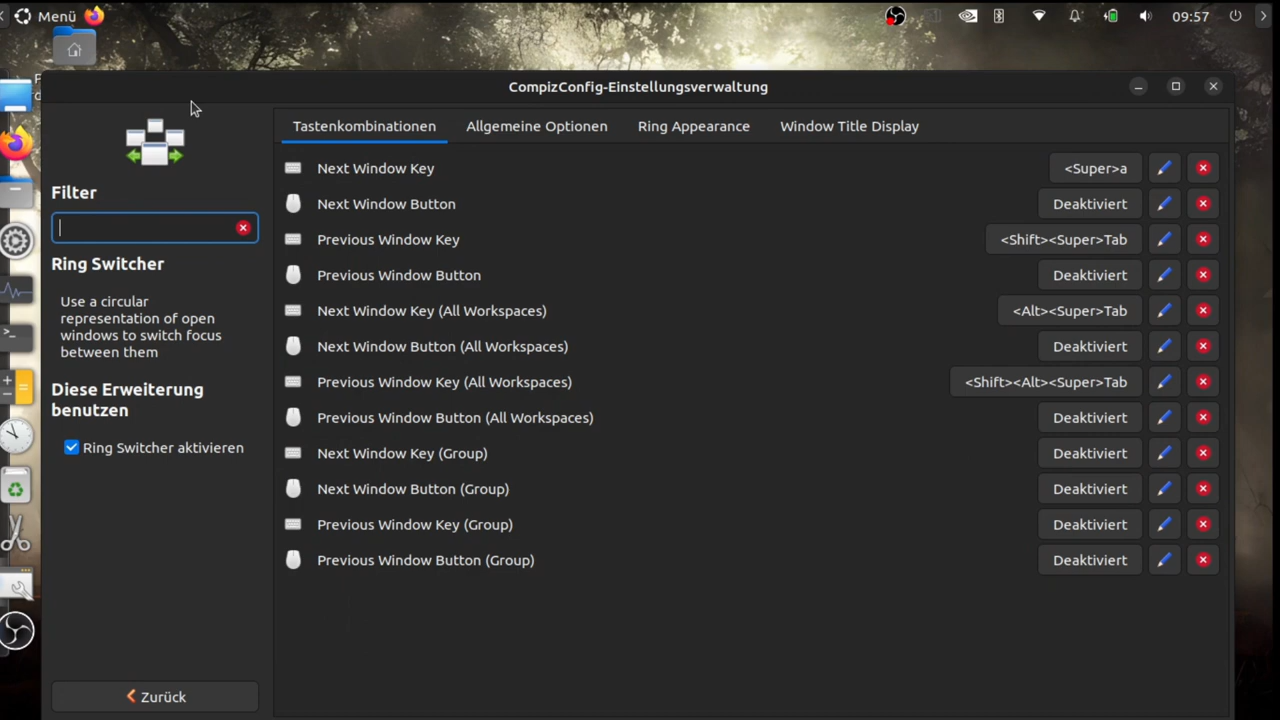 Menü
09:57
CompizConfig-Einstellungsverwaltung
Tastenkombinationen
Allgemeine Optionen
Ring Appearance
Window Title Display
Filter
Ring Switcher
Use a circular
representation of open
windows to switch focus
between them
Diese Erweiterung
benutzen
Ring Switcher aktivieren
Zurück
Next Window Key
<Super>a
Next Window Button
Deaktiviert
Previous Window Key
<Shift><Super>Tab
Previous Window Button
Deaktiviert
Next Window Key (All Workspaces)
<Alt><Super>Tab
Next Window Button (All Workspaces)
Deaktiviert
Previous Window Key (All Workspaces)
<Shift><Alt><Super>Tab
Previous Window Button (All Workspaces)
Deaktiviert
Next Window Key (Group)
Deaktiviert
Next Window Button (Group)
Deaktiviert
Previous Window Key (Group)
Deaktiviert
Previous Window Button (Group)
Deaktiviert